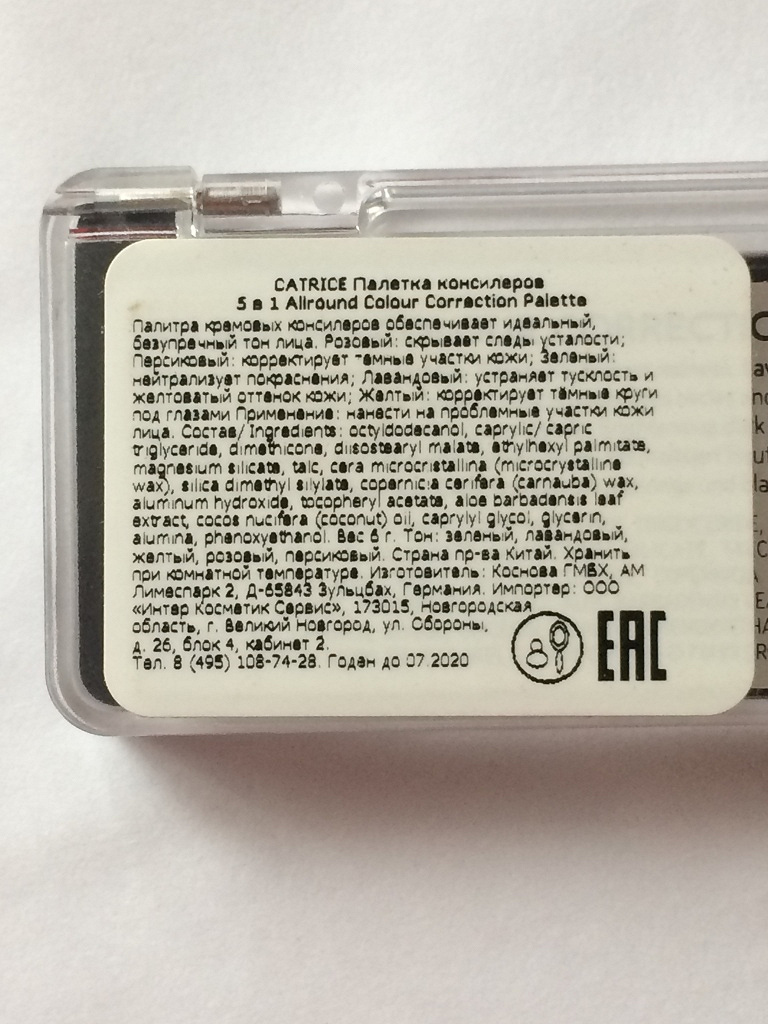 CATRICE Палетка консилеров
5 в 1 Allround Colour Correction Palette
Палитра кремовых консилеров обеспечивает идеальный,
безупречный тон лица. Розовый: скрывает следы усталости;
Персиковый: корректирует темные участки кожи; Зеленый:
нейтрализует покраснения; Лавандовый: устраняет тусклость и
желтоватый оттенок кожи; Желтый: корректирует тёмные круги
под глазами Применение: нанести на проблемные участки кожи
лица. Состав/ Ingredients: octyldodecanol, caprylic/ capric
triglyceride, dimethicone, diisostearyl malate, ethylhexyl palmitate,
magnesium silicate, talc, cera microcristallina (microcrystalline
wax), silica dimethyl silylate, copernicia cerifera (carnauba) wax,
aluminum hydroxide, tocopheryl acetate, aloe barbadensis leaf
extract, cocos nucifera (coconut) oil, caprylyl glycol, glycerin,
alumina, phenoxyethanol. Вес 6 г. Тон: зеленый, лавандовый,
желтый, розовый, персиковый. Страна пр-ва Китай. Хранить
при комнатной температуре. Изготовитель: Коснова ГМБХ, АМ
Лимеспарк 2, Д-65843 Зульцбах, Германия. Импортер: ООО
«Интер Косметик Сервис», 173015, Новгородская
область, г. Великий Новгород, ул. Обороны,
д. 26, блок 4, кабинет 2.
Тел. 8 (495) 108-74-28. Годен до 07.2020
EAC